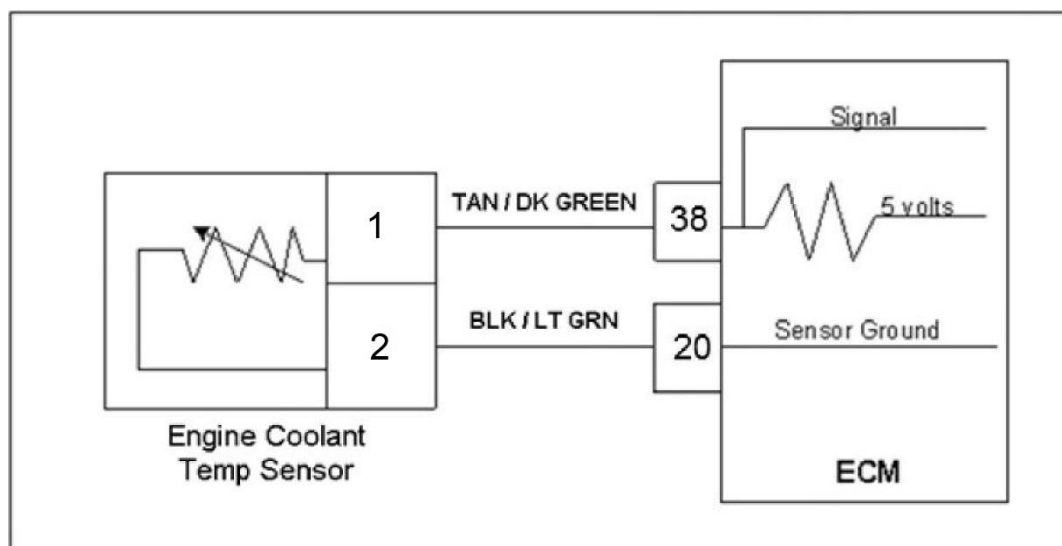 Signal
TAN / DK GREEN
1
38
5 volts
BLK / LT GRN
2
20
Sensor Ground
Engine Coolant
Temp Sensor
ECM